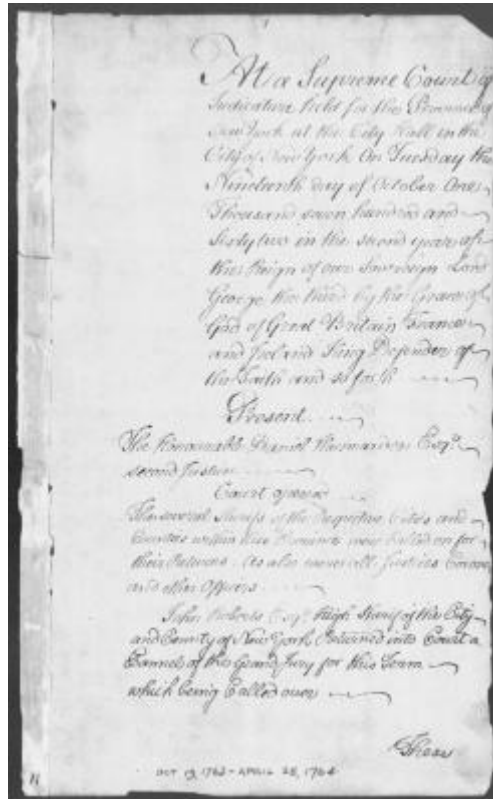 At a Supreme Court of
Judicature held for the Province of
New York at the City Hall in the
City of New York On Tuesday the
Nineteenth day of October One
Thousand seven hundred and
Sixty two in the second year of
the Reign of our Sovereign Lord
George the third by the Grace of
God of Great Britain France
and Ireland King Defender of
the Faith and so forth
Present
The Honourable Daniel Horsmanden Esqr.
second Justice
Court opened
The several Sheriffs of the respective Cities and
Counties within this Province were Called on for
their Returns As also were all Justices Coroners
and other Officers
John Roberts Esqr. High Sheriff of the City
and County of New York Returned into Court a
Pannel of the Grand Jury for this Term
which being Called over
OCT 19, 1762 - APRIL 28, 1764